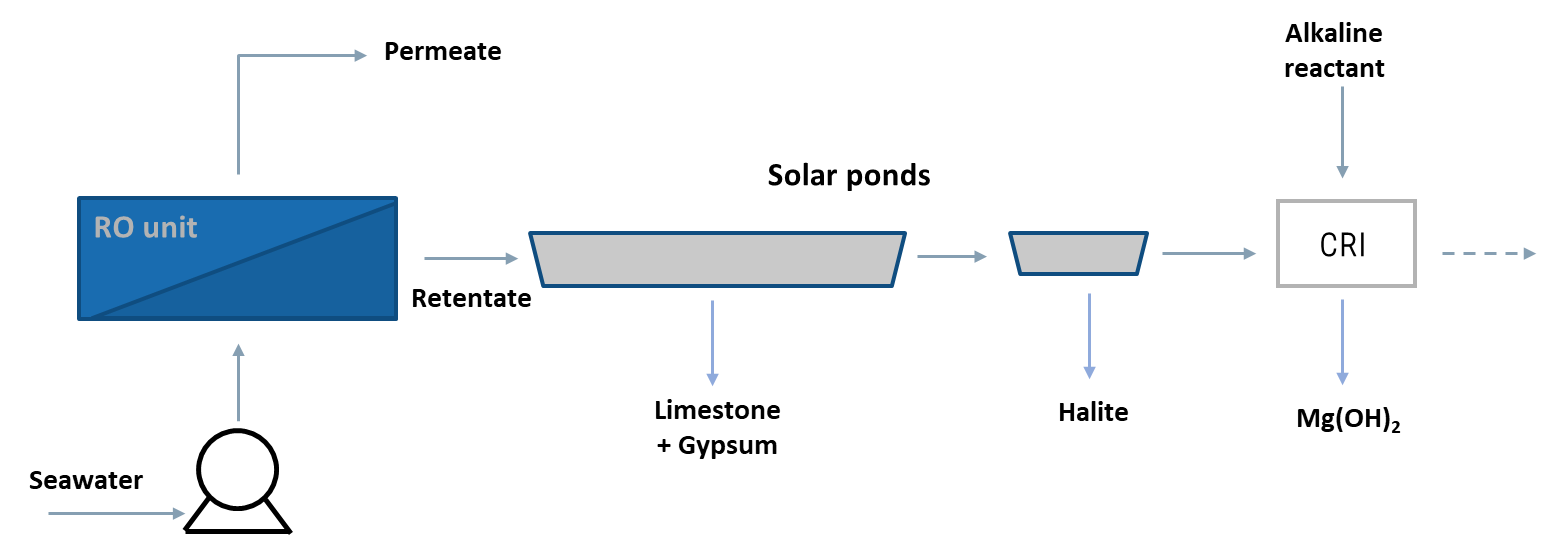 Permeate
Alkaline
reactant
Solar ponds
RO unit
CRI
Retentate
Limestone
+ Gypsum
Halite
Mg(OH)₂
Seawater